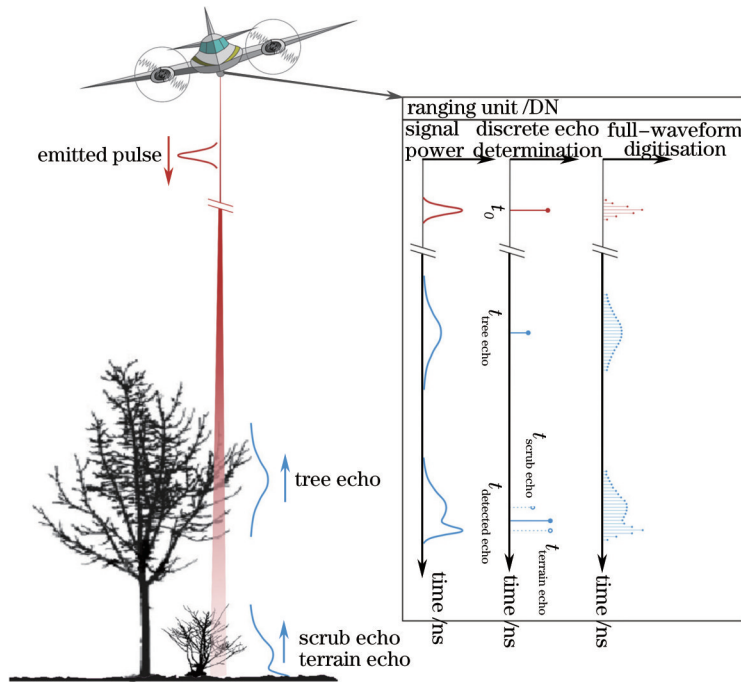 emitted pulse
tree echo
scrub echo
terrain echo
ranging unit /DN
signal
power
discrete echo
determination
full−waveform
digitisation
t0
ttree echo
tscrub echo
tdetected echo
tterrain echo
time /ns
time /ns
time /ns